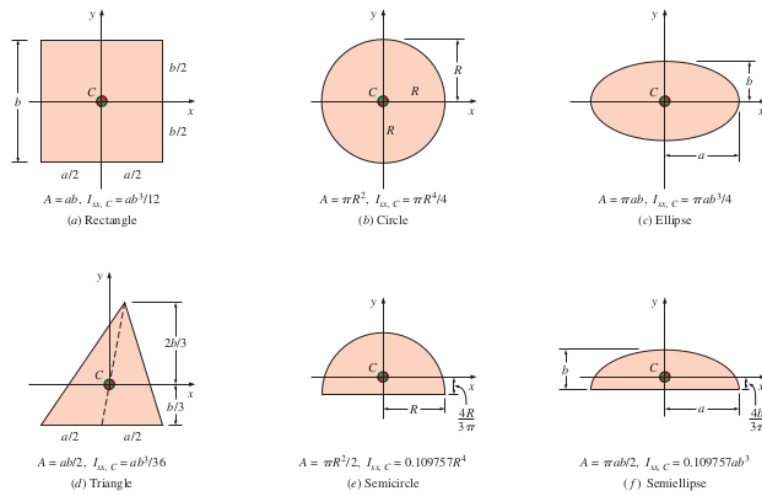 y
b
b/2
C
x
b/2
a/2
a/2
A = ab, I_xx, C = ab³/12
(a) Rectangle
y
R
C
R
x
R
A = πR², I_xx, C = πR⁴/4
(b) Circle
y
b
C
x
a
A = πab, I_xx, C = πab³/4
(c) Ellipse
y
2b/3
C
x
b/3
a/2
a/2
A = ab/2, I_xx, C = ab³/36
(d) Triangle
y
C
x
R
4R
3π
A = πR²/2, I_xx, C = 0.109757R⁴
(e) Semicircle
y
b
C
x
a
4b
3π
A = πab/2, I_xx, C = 0.109757ab³
(f) Semiellipse